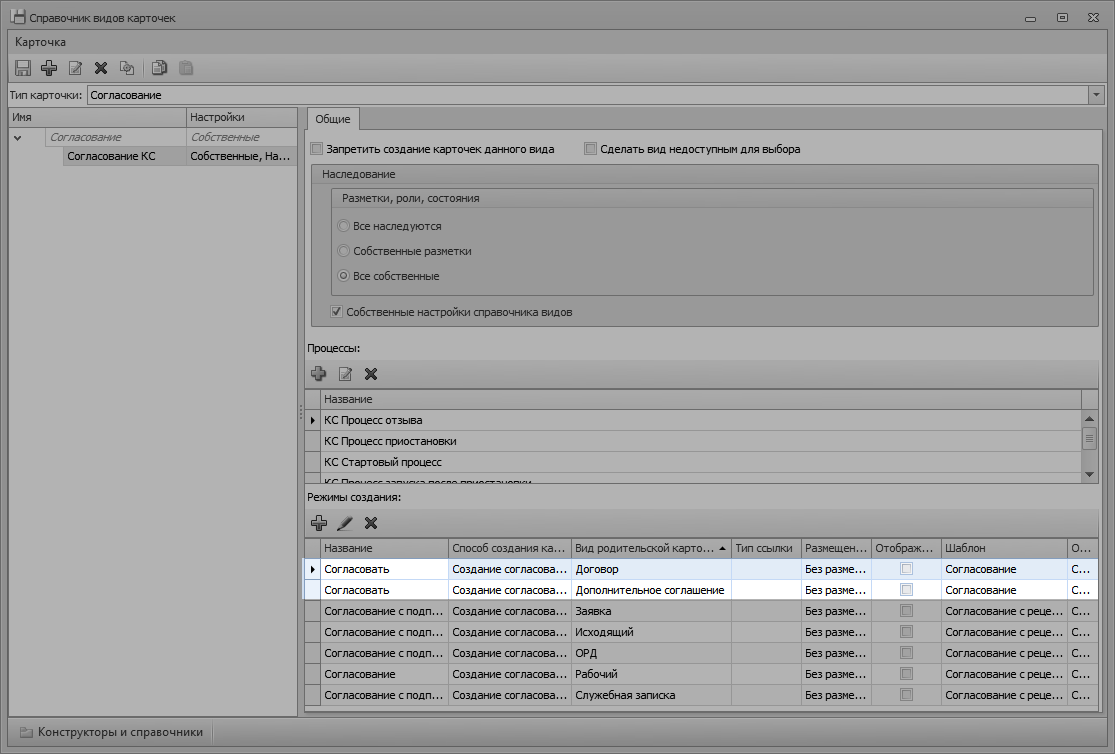 Справочник видов карточек
Карточка
Тип карточки: Согласование
Имя Настройки
Согласование Собственные
Согласование КС Собственные, На...
Общие
Запретить создание карточек данного вида Сделать вид недоступным для выбора
Наследование
Разметки, роли, состояния
Все наследуются
Собственные разметки
Все собственные
Собственные настройки справочника видов
Процессы:
Название
КС Процесс отзыва
КС Процесс приостановки
КС Стартовый процесс
КС Процесс запуска после приостановки
Режимы создания:
Название Способ создания ка... Вид родительской карто... Тип ссылки Размещен... Отображ... Шаблон О...
Согласовать Создание согласова... Договор Без разме... Согласование С...
Согласовать Создание согласова... Дополнительное соглашение Без разме... Согласование С...
Согласование с подп... Создание согласова... Заявка Без разме... Согласование с реце... С...
Согласование с подп... Создание согласова... Исходящий Без разме... Согласование с реце... С...
Согласование с подп... Создание согласова... ОРД Без разме... Согласование с реце... С...
Согласование Создание согласова... Рабочий Без разме... Согласование с реце... С...
Согласование с подп... Создание согласова... Служебная записка Без разме... Согласование с реце... С...
Конструкторы и справочники